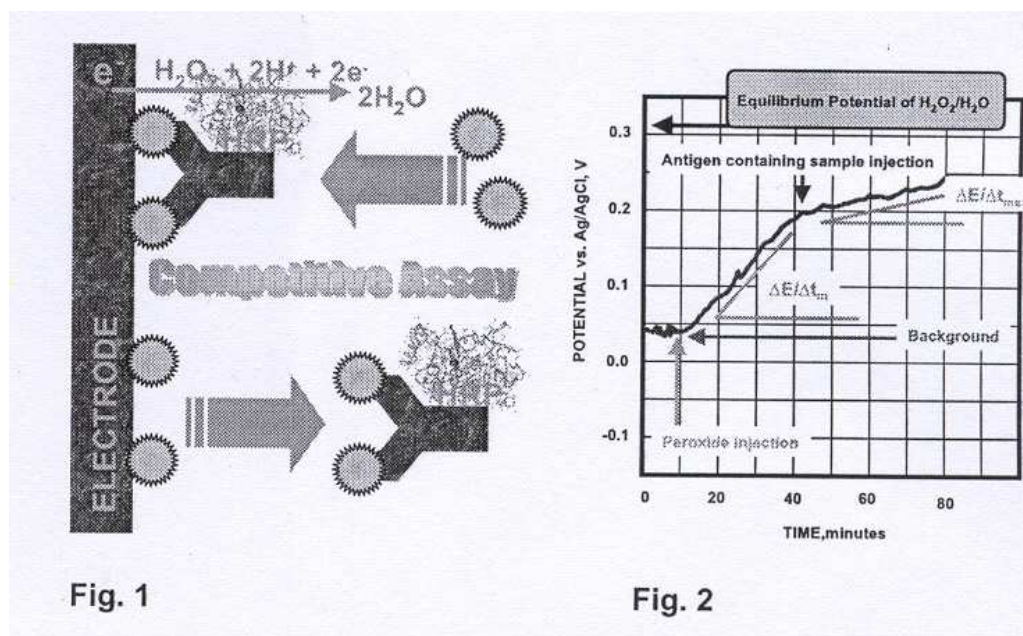 e⁻
H₂O₂ + 2H⁺ + 2e⁻
2H₂O
HRP
Competitive Assay
HRP
ELECTRODE
Fig. 1
Equilibrium Potential of H₂O₂/H₂O
Antigen containing sample injection
POTENTIAL vs. Ag/AgCl, V
0.3
0.2
0.1
0.0
-0.1
ΔE/Δt
ΔE/Δtₘ
Background
Peroxide injection
0 20 40 60 80
TIME,minutes
Fig. 2